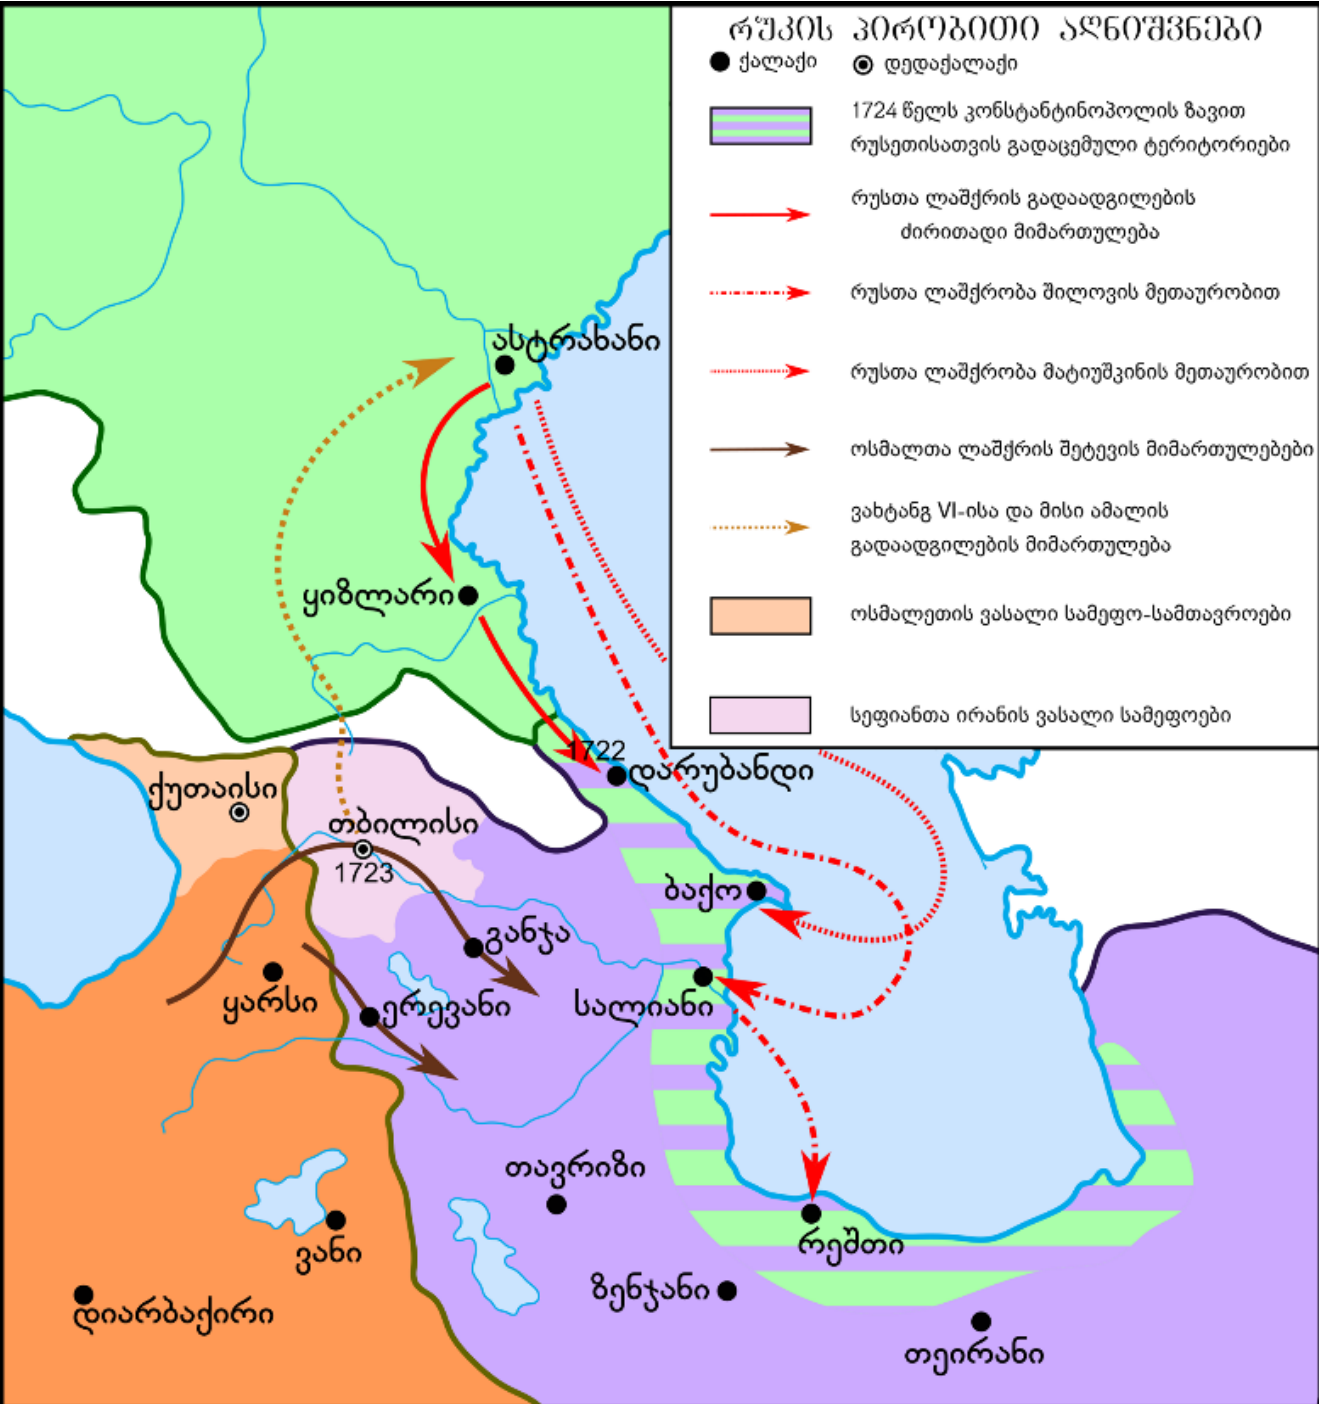 რუკის პირობითი აღნიშვნები
ქალაქი
დედაქალაქი
1724 წელს კონსტანტინოპოლის ზავით
რუსეთისათვის გადაცემული ტერიტორიები
რუსთა ლაშქრის გადაადგილების
ძირითადი მიმართულება
რუსთა ლაშქრობა შილოვის მეთაურობით
რუსთა ლაშქრობა მატიუშკინის მეთაურობით
ოსმალთა ლაშქრის შეტევის მიმართულებები
ვახტანგ VI-ისა და მისი ამალის
გადაადგილების მიმართულება
ოსმალეთის ვასალი სამეფო-სამთავროები
სეფიანთა ირანის ვასალი სამეფოები
ასტრახანი
ყიზლარი
1722
დარუბანდი
ქუთაისი
თბილისი
1723
ბაქო
განჯა
ყარსი
ერევანი
სალიანი
თავრიზი
ვანი
რეშთი
ზენჯანი
დიარბაქირი
თეირანი